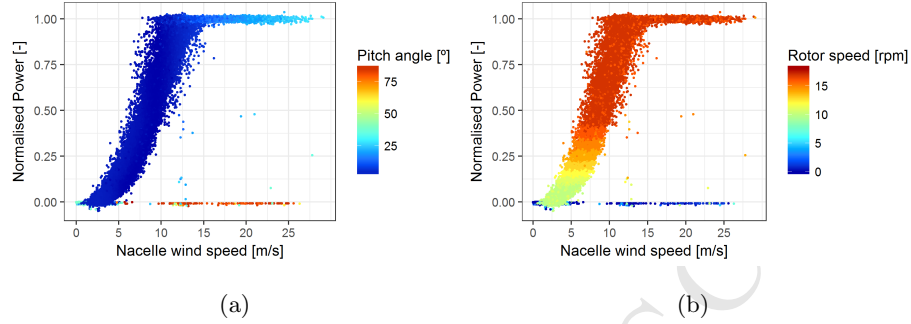 1.00
0.75
0.50
0.25
0.00
Normalised Power [-]
0 5 10 15 20 25
Nacelle wind speed [m/s]
Pitch angle [º]
75
50
25
(a)
1.00
0.75
0.50
0.25
0.00
Normalised Power [-]
0 5 10 15 20 25
Nacelle wind speed [m/s]
Rotor speed [rpm]
15
10
5
0
(b)